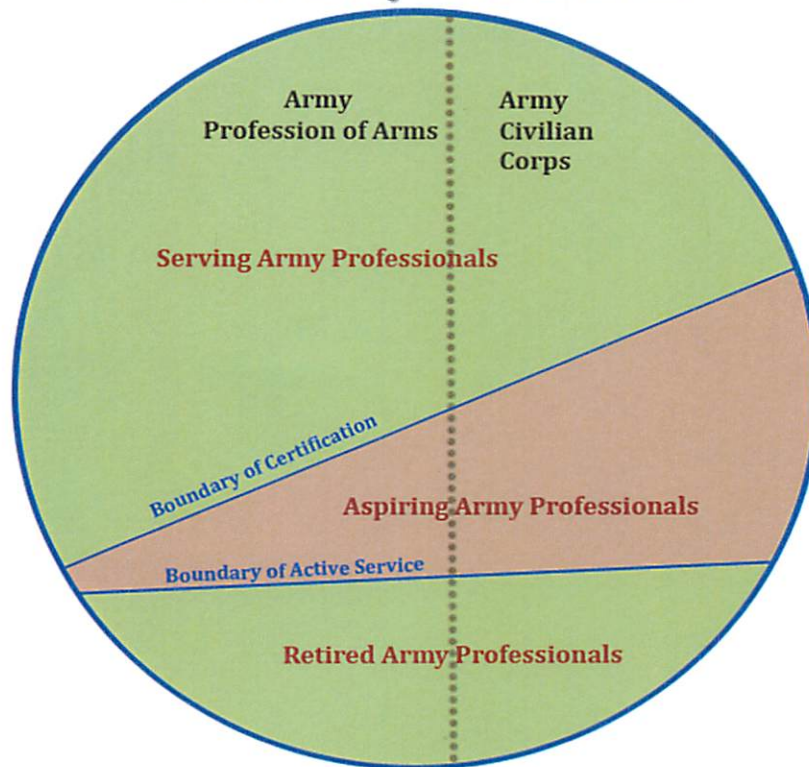 Army
Profession of Arms
Army
Civilian
Corps
Serving Army Professionals
Boundary of Certification
Aspiring Army Professionals
Boundary of Active Service
Retired Army Professionals